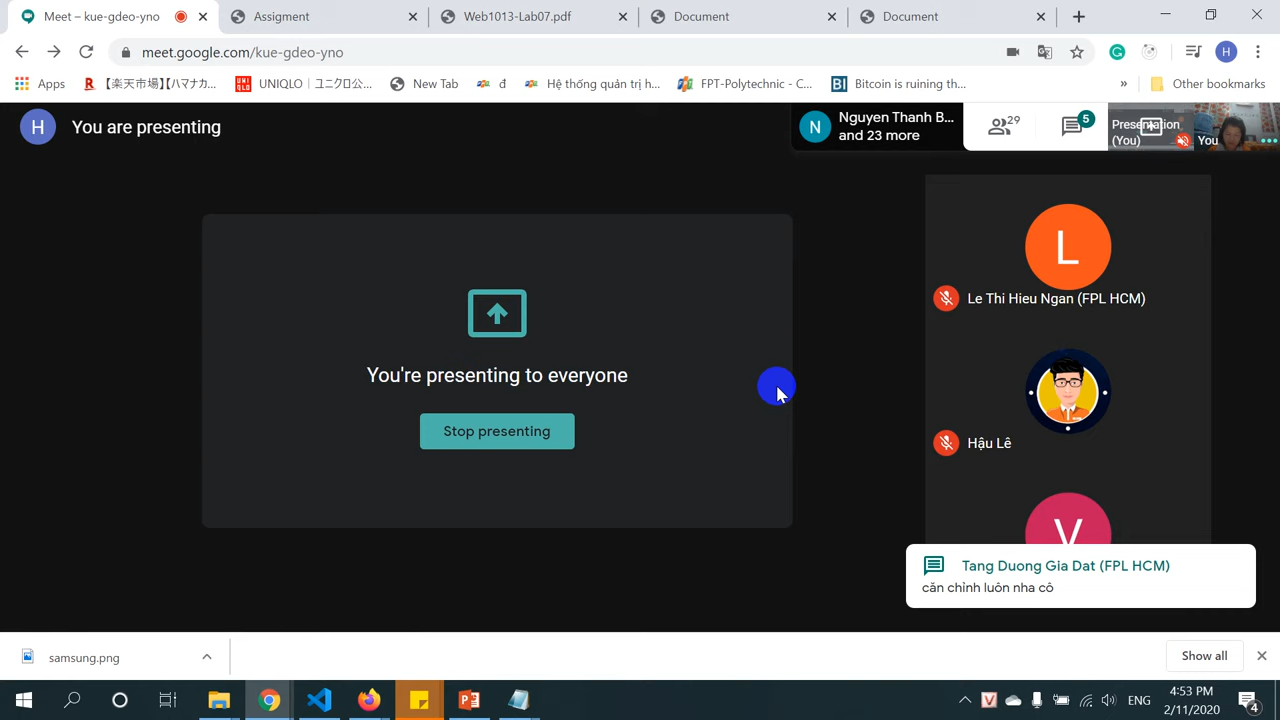 Meet – kue-gdeo-yno
Assigment
Web1013-Lab07.pdf
Document
Document
meet.google.com/kue-gdeo-yno
H
Apps
【楽天市場】【ハマナカ...
UNIQLO｜ユニクロ公...
New Tab
đ
Hệ thống quản trị h...
FPT-Polytechnic - C...
BI
Bitcoin is ruining th...
»
Other bookmarks
H
You are presenting
N
Nguyen Thanh B...
and 23 more
29
5
Presentation
(You)
You
L
Le Thi Hieu Ngan (FPL HCM)
You're presenting to everyone
Stop presenting
Hậu Lê
V
Tang Duong Gia Dat (FPL HCM)
căn chỉnh luôn nha cô
samsung.png
Show all
ENG
4:53 PM
2/11/2020
4